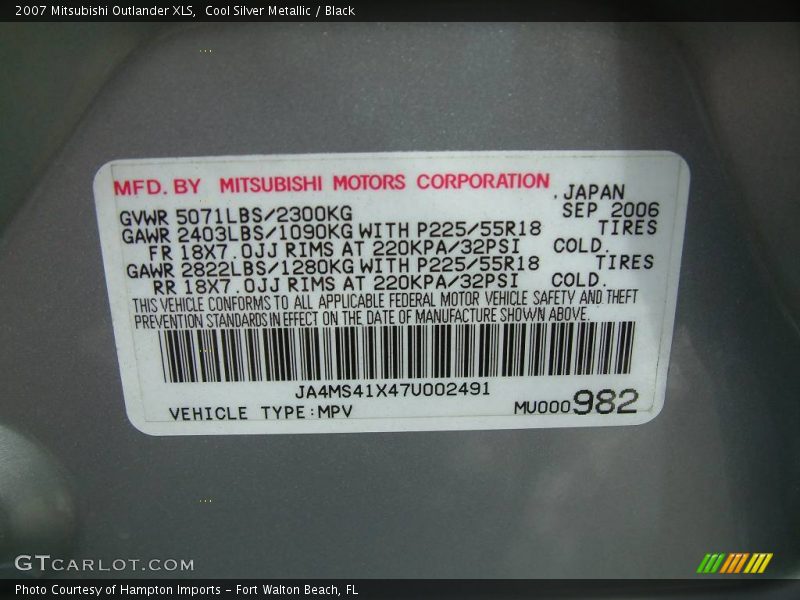 2007 Mitsubishi Outlander XLS,  Cool Silver Metallic / Black
MFD. BY MITSUBISHI MOTORS CORPORATION , JAPAN
GVWR 5071LBS/2300KG SEP 2006
GAWR 2403LBS/1090KG WITH P225/55R18 TIRES
FR 18X7.0JJ RIMS AT 220KPA/32PSI COLD.
GAWR 2822LBS/1280KG WITH P225/55R18 TIRES
RR 18X7.0JJ RIMS AT 220KPA/32PSI COLD.
THIS VEHICLE CONFORMS TO ALL APPLICABLE FEDERAL MOTOR VEHICLE SAFETY AND THEFT
PREVENTION STANDARDS IN EFFECT ON THE DATE OF MANUFACTURE SHOWN ABOVE.
JA4MS41X47U002491
VEHICLE TYPE:MPV MU000982
GTCARLOT.COM
Photo Courtesy of Hampton Imports – Fort Walton Beach, FL